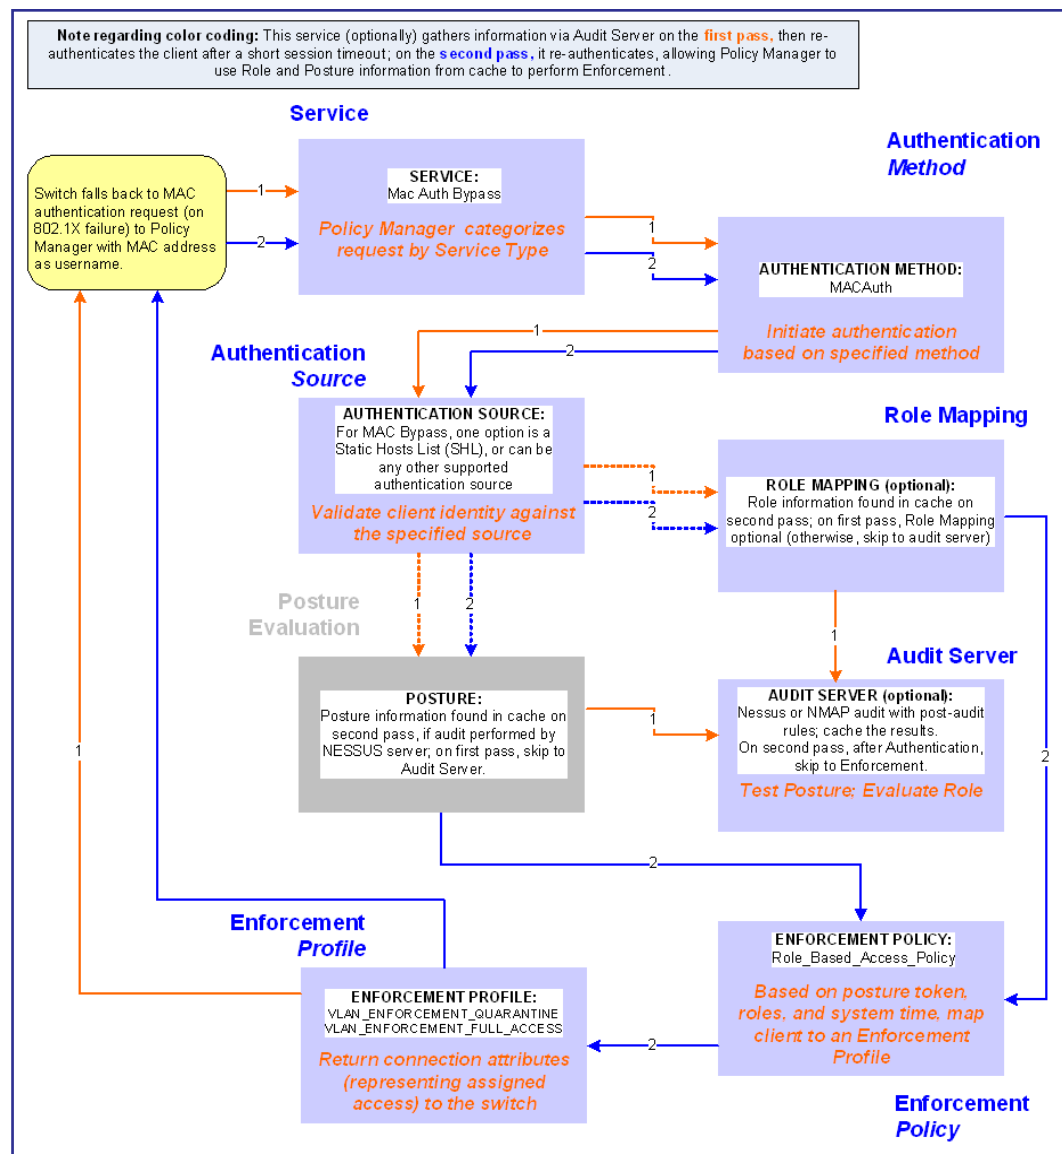 Note regarding color coding: This service (optionally) gathers information via Audit Server on the first pass, then re-
authenticates the client after a short session timeout; on the second pass, it re-authenticates, allowing Policy Manager to
use Role and Posture information from cache to perform Enforcement.
Service
Authentication
Method
Switch falls back to MAC
authentication request (on
802.1X failure) to Policy
Manager with MAC address
as username.
1
2
SERVICE:
Mac Auth Bypass
Policy Manager categorizes
request by Service Type
1
2
AUTHENTICATION METHOD:
MACAuth
Initiate authentication
based on specified method
1
2
Authentication
Source
AUTHENTICATION SOURCE:
For MAC Bypass, one option is a
Static Hosts List (SHL), or can be
any other supported
authentication source
Validate client identity against
the specified source
1
2
Role Mapping
ROLE MAPPING (optional):
Role information found in cache on
second pass; on first pass, Role Mapping
optional (otherwise, skip to audit server)
1
2
Posture
Evaluation
1
2
Audit Server
POSTURE:
Posture information found in cache on
second pass, if audit performed by
NESSUS server; on first pass, skip to
Audit Server.
1
AUDIT SERVER (optional):
Nessus or NMAP audit with post-audit
rules; cache the results.
On second pass, after Authentication,
skip to Enforcement.
Test Posture; Evaluate Role
1
2
Enforcement
Profile
ENFORCEMENT POLICY:
Role_Based_Access_Policy
Based on posture token,
roles, and system time, map
client to an Enforcement
Profile
2
ENFORCEMENT PROFILE:
VLAN_ENFORCEMENT_QUARANTINE
VLAN_ENFORCEMENT_FULL_ACCESS
Return connection attributes
(representing assigned
access) to the switch
Enforcement
Policy